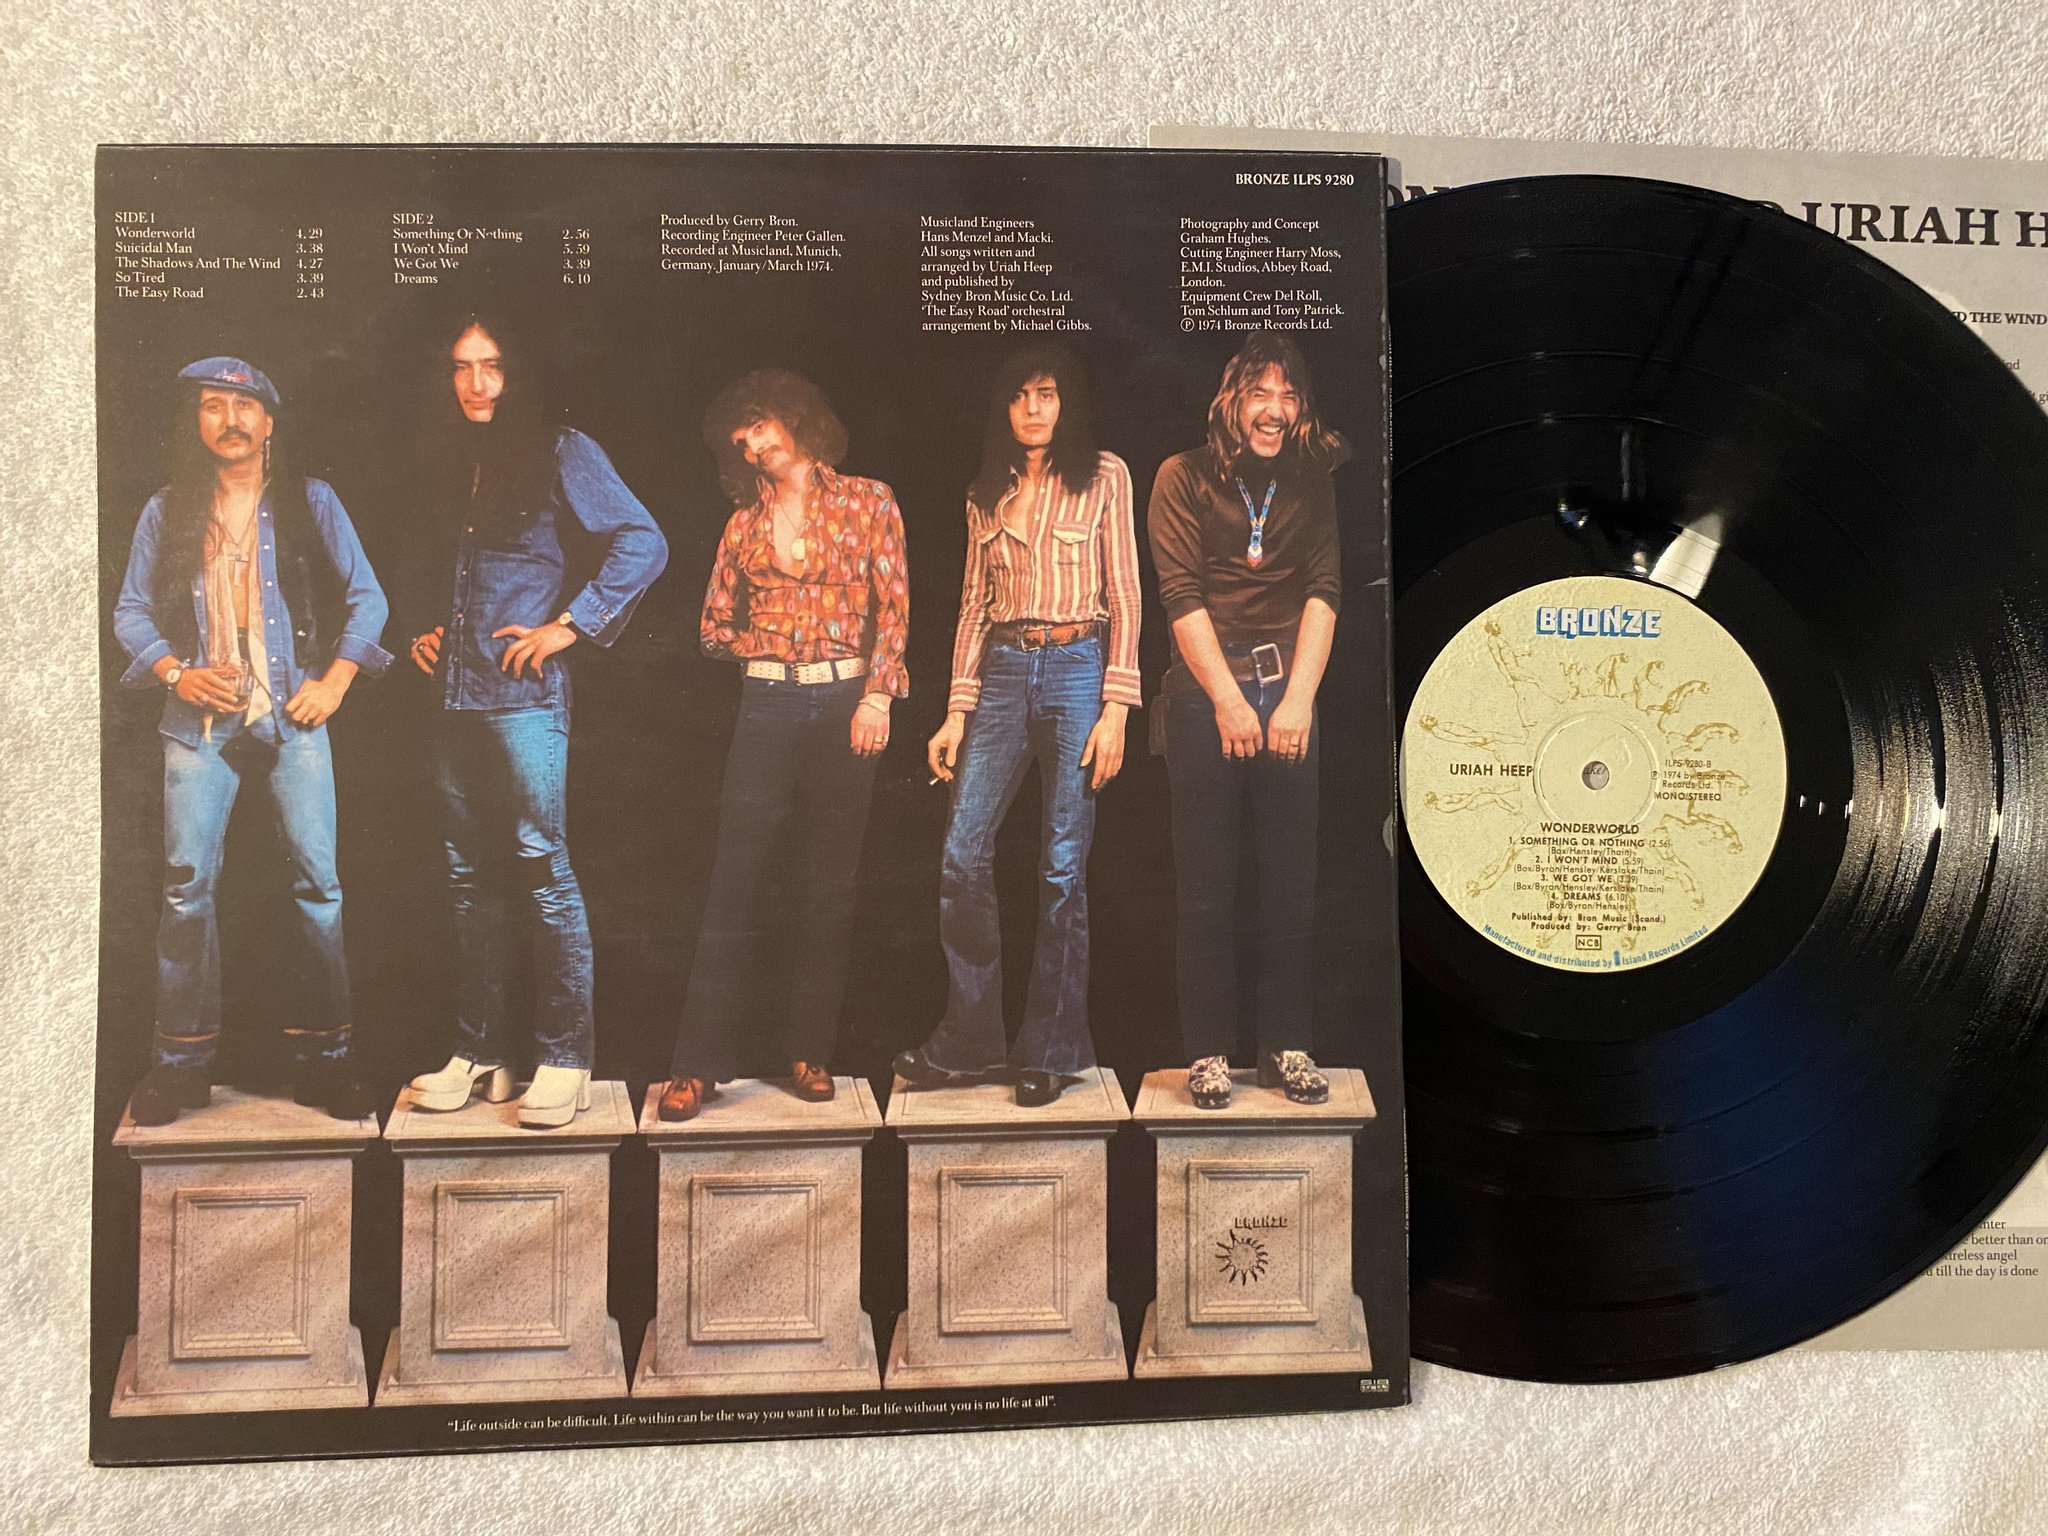 BRONZE ILPS 9280
SIDE 1
Wonderworld 4.29
Suicidal Man 3.38
The Shadows And The Wind 4.27
So Tired 3.39
The Easy Road 2.43
SIDE 2
Something Or Nothing 2.56
I Won't Mind 5.59
We Got We 3.39
Dreams 6.10
Produced by Gerry Bron.
Recording Engineer Peter Gallen.
Recorded at Musicland, Munich,
Germany. January/March 1974.
Musicland Engineers
Hans Menzel and Macki.
All songs written and
arranged by Uriah Heep
and published by
Sydney Bron Music Co. Ltd.
'The Easy Road' orchestral
arrangement by Michael Gibbs.
Photography and Concept
Graham Hughes.
Cutting Engineer Harry Moss,
E.M.I. Studios, Abbey Road,
London.
Equipment Crew Del Roll,
Tom Schlum and Tony Patrick.
Ⓟ 1974 Bronze Records Ltd.
BRONZE
"Life outside can be difficult. Life within can be the way you want it to be. But life without you is no life at all".
BRONZE
URIAH HEEP
ILPS-9280-B
Ⓟ 1974 by Bronze
Records Ltd.
MONO/STEREO
WONDERWORLD
1. SOMETHING OR NOTHING (2.56)
(Box/Hensley/Thain)
2. I WON'T MIND (5.59)
(Box/Byron/Hensley/Kerslake/Thain)
3. WE GOT WE (3.39)
(Box/Byron/Hensley/Kerslake/Thain)
4. DREAMS (6.10)
(Box/Byron/Hensley)
Published by: Bron Music (Scand.)
Produced by: Gerry Bron
NCB
Manufactured and distributed by Island Records Limited
URIAH H
THE WIND
better than
angel
till the day is done